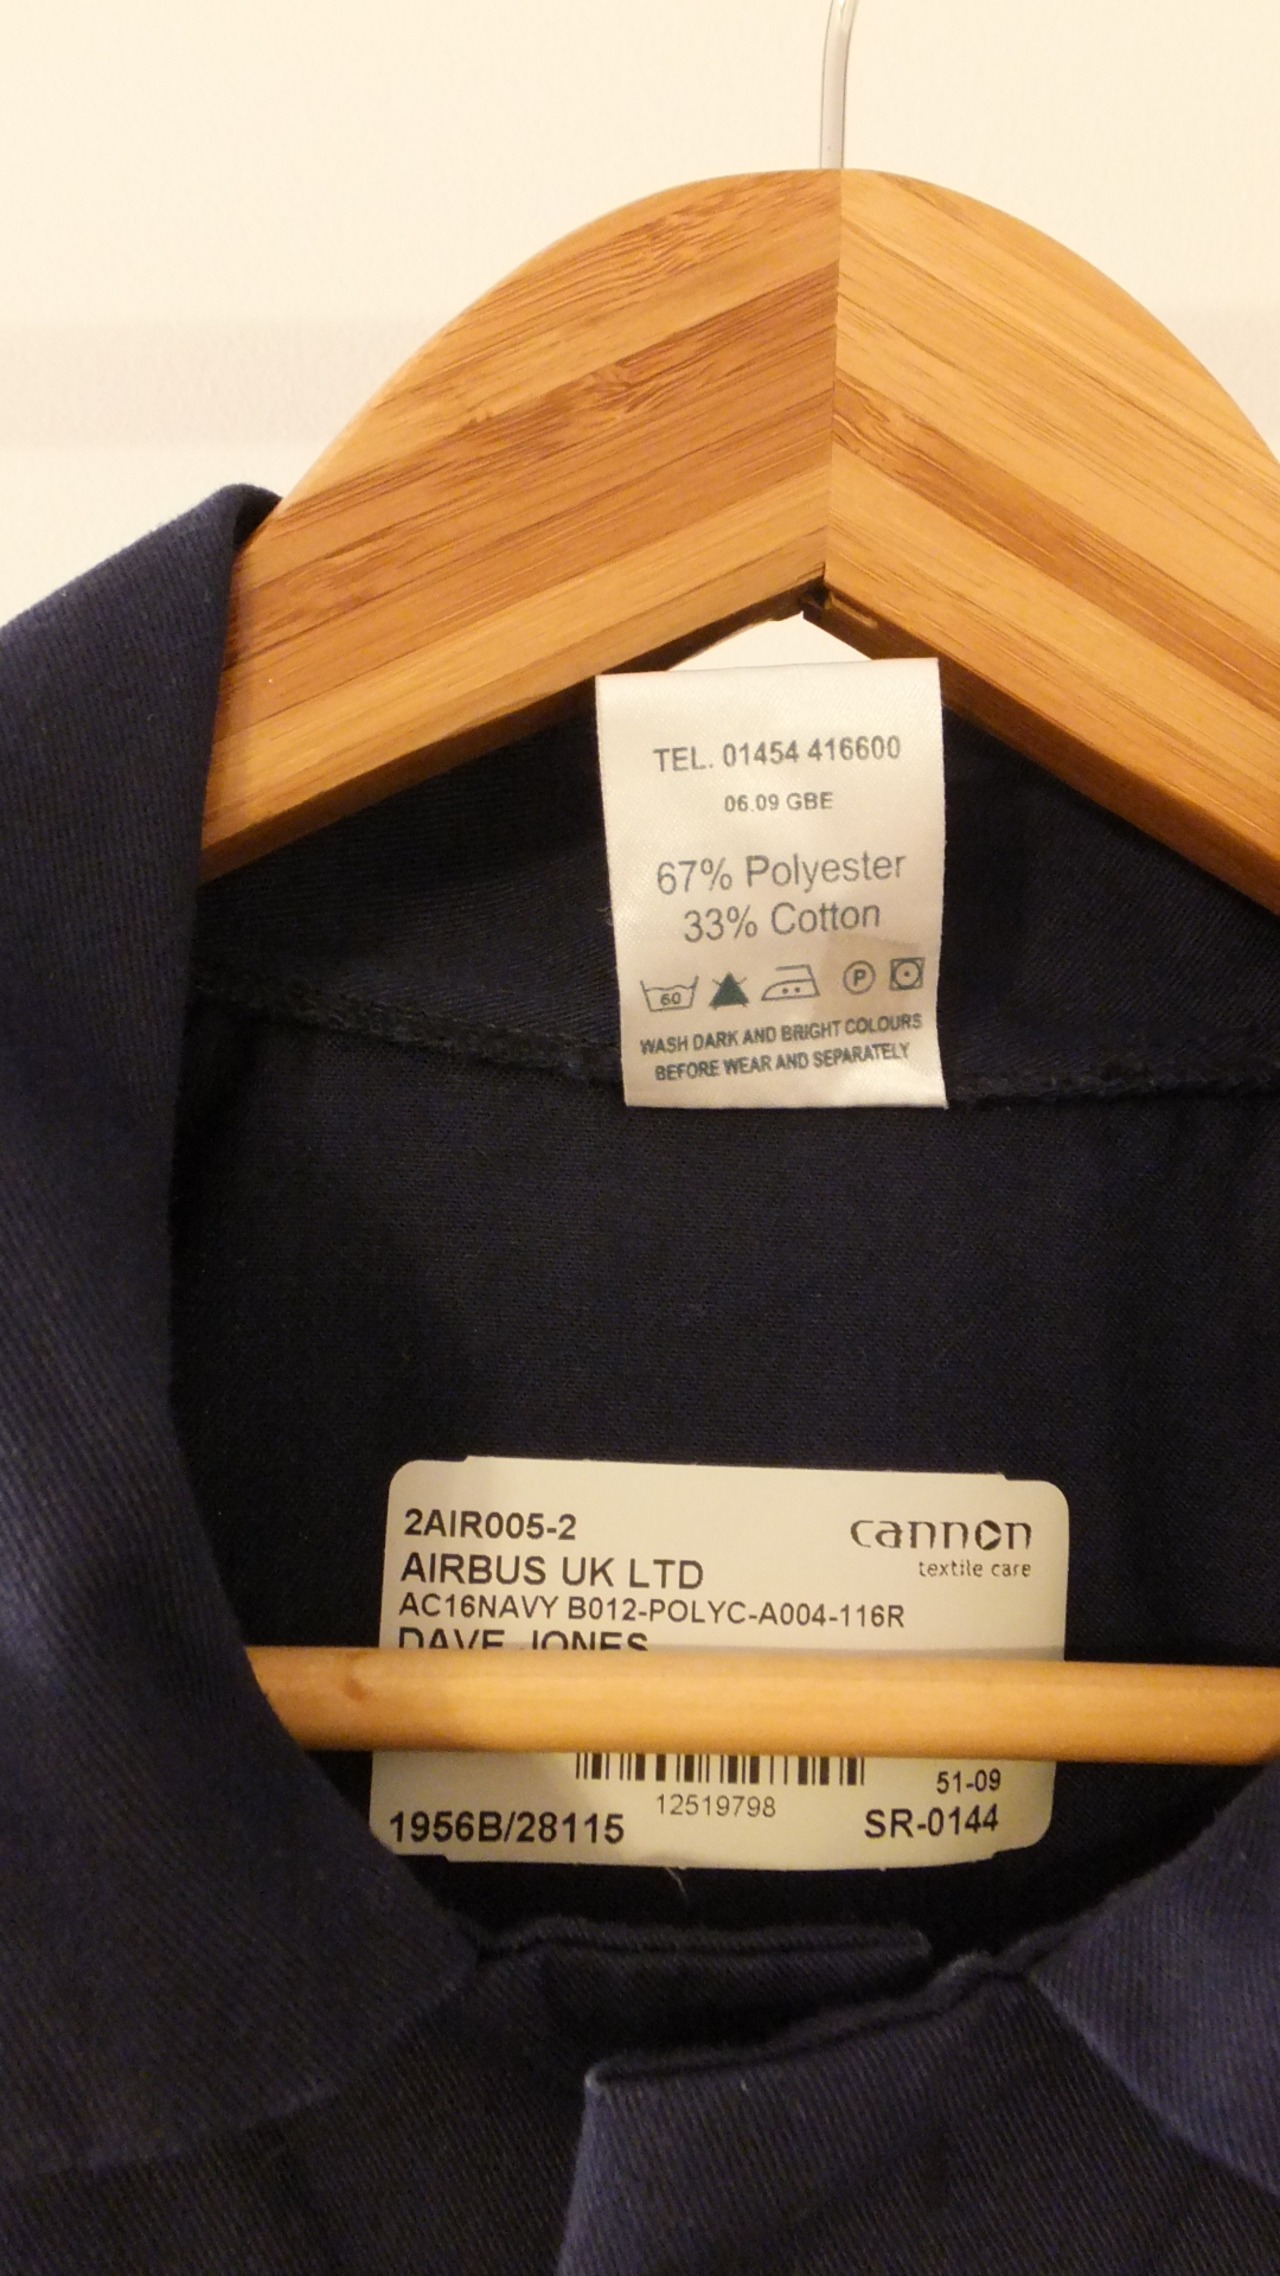 TEL. 01454 416600
06.09 GBE
67% Polyester
33% Cotton
60 P
WASH DARK AND BRIGHT COLOURS
BEFORE WEAR AND SEPARATELY
2AIR005-2
cannon
textile care
AIRBUS UK LTD
AC16NAVY B012-POLYC-A004-116R
DAVE JONES
51-09
12519798
1956B/28115
SR-0144